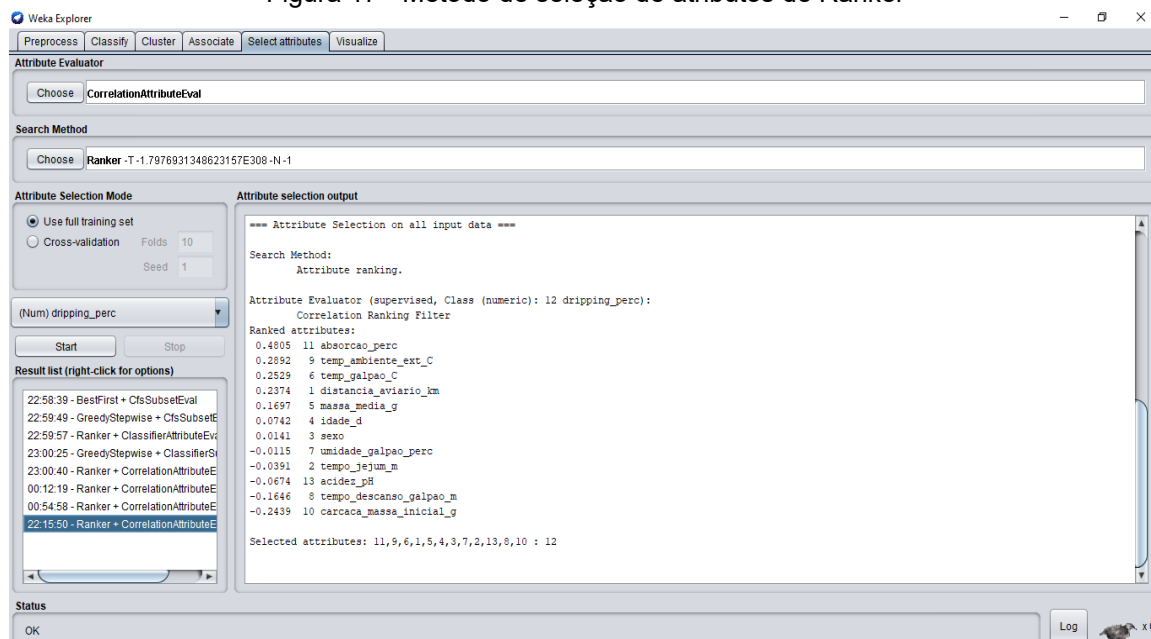 Weka Explorer
Preprocess Classify Cluster Associate Select attributes Visualize
Attribute Evaluator
Choose CorrelationAttributeEval
Search Method
Choose Ranker -T -1.7976931348623157E308 -N -1
Attribute Selection Mode
Use full training set
Cross-validation Folds 10
Seed 1
(Num) dripping_perc
Start Stop
Result list (right-click for options)
22:58:39 - BestFirst + CfsSubsetEval
22:59:49 - GreedyStepwise + CfsSubsetE
22:59:57 - Ranker + ClassifierAttributeEva
23:00:25 - GreedyStepwise + ClassifierSu
23:00:40 - Ranker + CorrelationAttributeE
00:12:19 - Ranker + CorrelationAttributeE
00:54:58 - Ranker + CorrelationAttributeE
22:15:50 - Ranker + CorrelationAttributeE
Attribute selection output
=== Attribute Selection on all input data ===
Search Method:
Attribute ranking.
Attribute Evaluator (supervised, Class (numeric): 12 dripping_perc):
Correlation Ranking Filter
Ranked attributes:
0.4805 11 absorcao_perc
0.2892 9 temp_ambiente_ext_C
0.2529 6 temp_galpao_C
0.2374 1 distancia_aviario_km
0.1697 5 massa_media_g
0.0742 4 idade_d
0.0141 3 sexo
-0.0115 7 umidade_galpao_perc
-0.0391 2 tempo_jejum_m
-0.0674 13 acidez_pH
-0.1646 8 tempo_descanso_galpao_m
-0.2439 10 carcaca_massa_inicial_g
Selected attributes: 11,9,6,1,5,4,3,7,2,13,8,10 : 12
Status
OK
Log